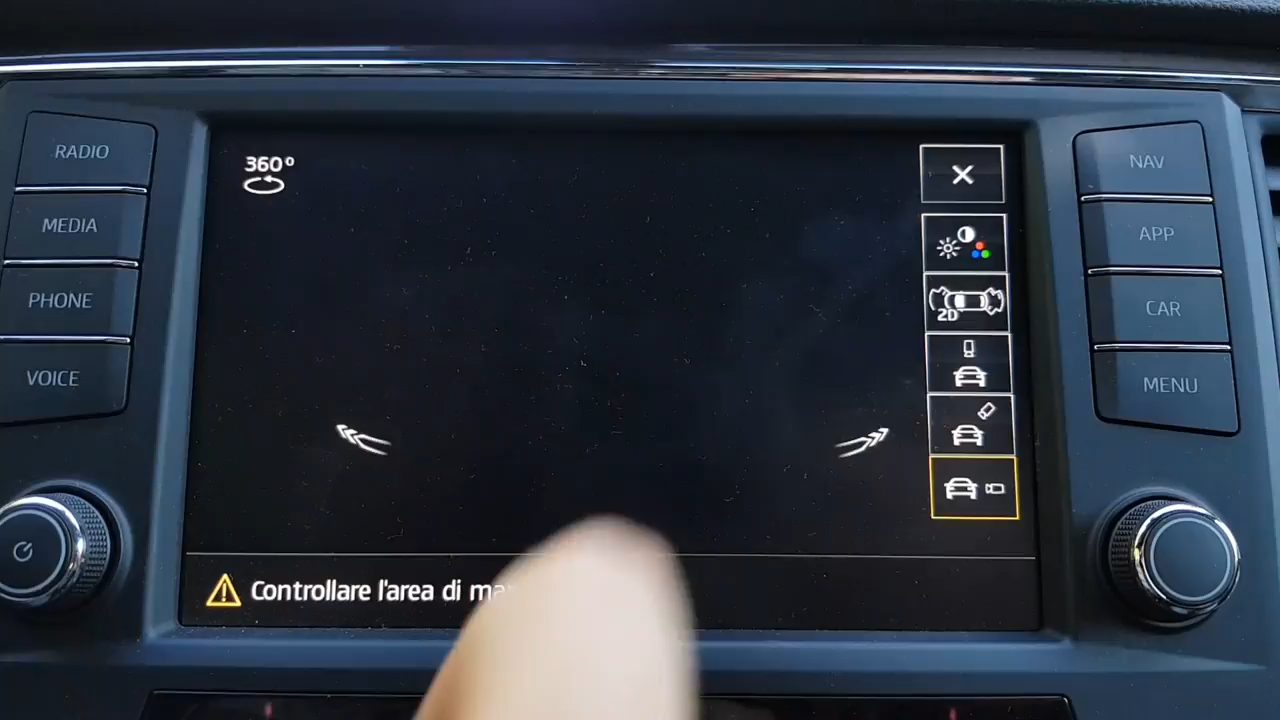 RADIO
MEDIA
PHONE
VOICE
360°
2D
Controllare l'area di
NAV
APP
CAR
MENU